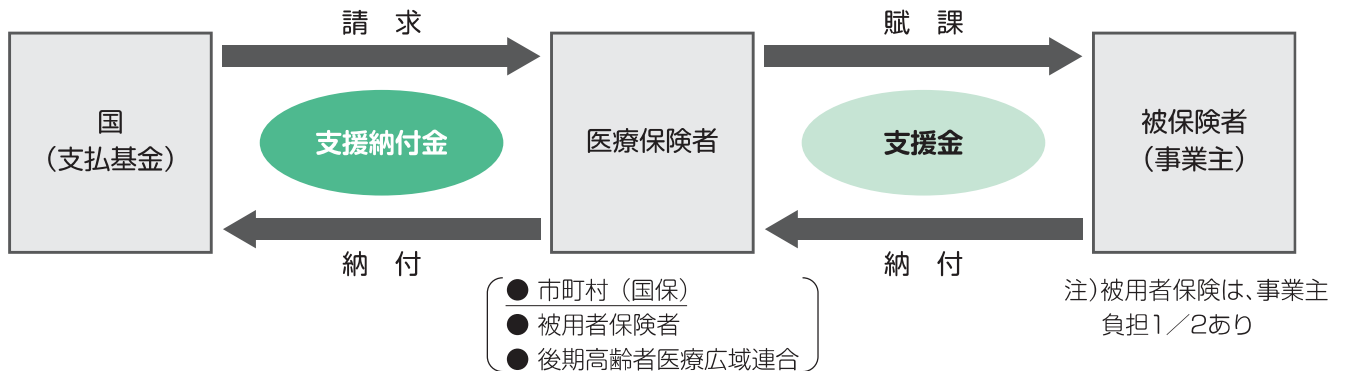 請 求
賦 課
国
（支払基金）
支援納付金
医療保険者
支援金
被保険者
（事業主）
納 付
納 付
● 市町村（国保）
● 被用者保険者
● 後期高齢者医療広域連合
注）被用者保険は、事業主
負担1／2あり